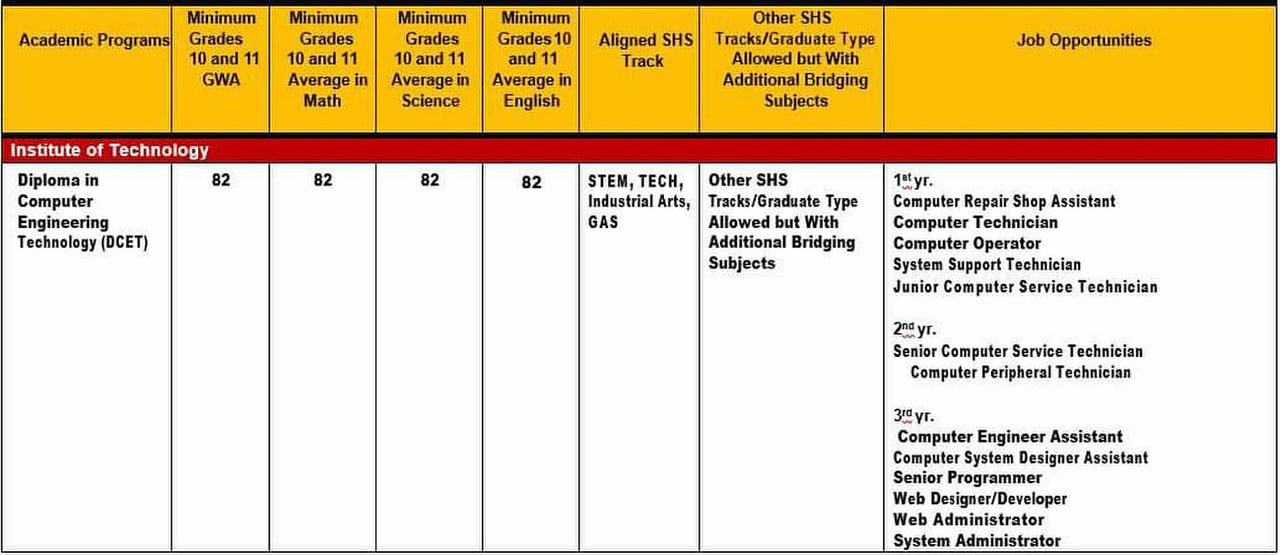 Academic Programs
Minimum
Grades
10 and 11
GWA
Minimum
Grades
10 and 11
Average in
Math
Minimum
Grades
10 and 11
Average in
Science
Minimum
Grades 10
and 11
Average in
English
Aligned SHS
Track
Other SHS
Tracks/Graduate Type
Allowed but With
Additional Bridging
Subjects
Job Opportunities
Institute of Technology
Diploma in
Computer
Engineering
Technology (DCET)
82
82
82
82
STEM, TECH,
Industrial Arts,
GAS
Other SHS
Tracks/Graduate Type
Allowed but With
Additional Bridging
Subjects
1st yr.
Computer Repair Shop Assistant
Computer Technician
Computer Operator
System Support Technician
Junior Computer Service Technician
2nd yr.
Senior Computer Service Technician
Computer Peripheral Technician
3rd yr.
Computer Engineer Assistant
Computer System Designer Assistant
Senior Programmer
Web Designer/Developer
Web Administrator
System Administrator